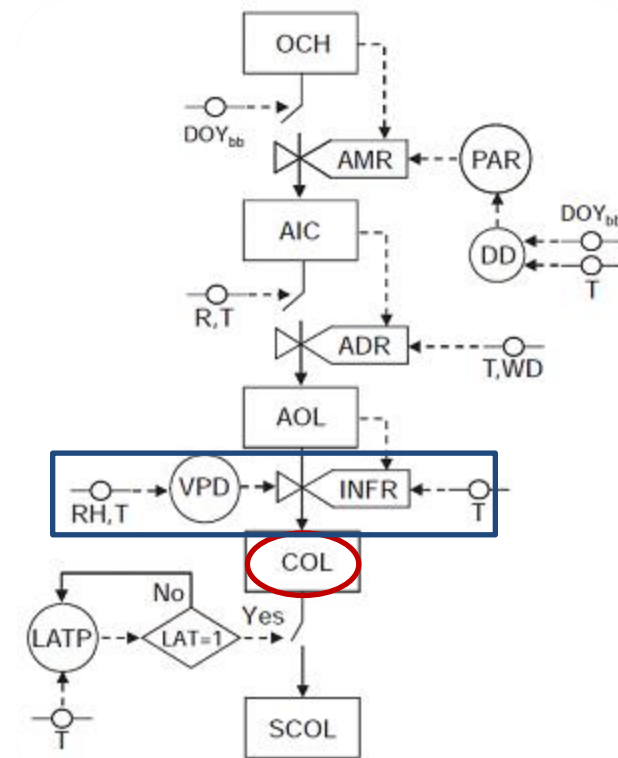 OCH
DOYbb
AMR
PAR
DOYbb
AIC
DD
T
R,T
ADR
T,WD
AOL
VPD
INFR
RH,T
T
COL
No
Yes
LATP
LAT=1
T
SCOL